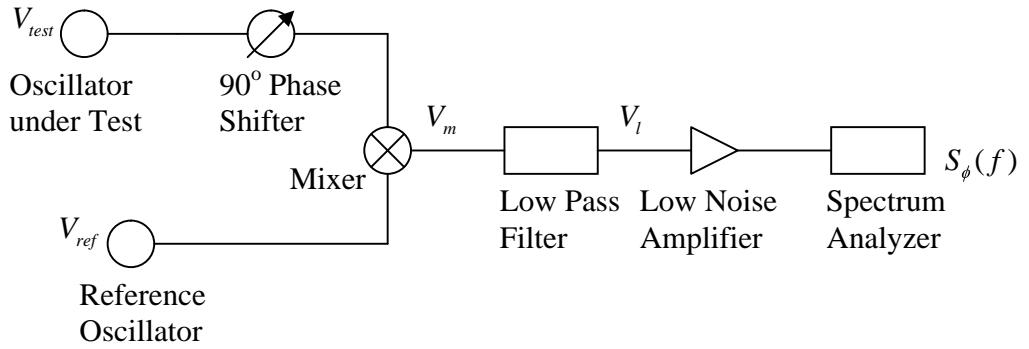 V_test
Oscillator
under Test
90° Phase
Shifter
Mixer
V_m
V_l
Low Pass
Filter
Low Noise
Amplifier
Spectrum
Analyzer
S_ϕ(f)
V_ref
Reference
Oscillator